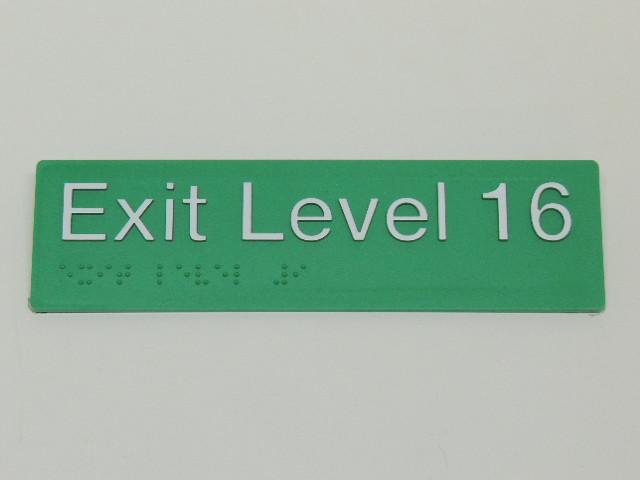 Exit Level 16
⠑⠭⠊⠞ ⠇⠑⠧⠑⠇ ⠼⠁⠋